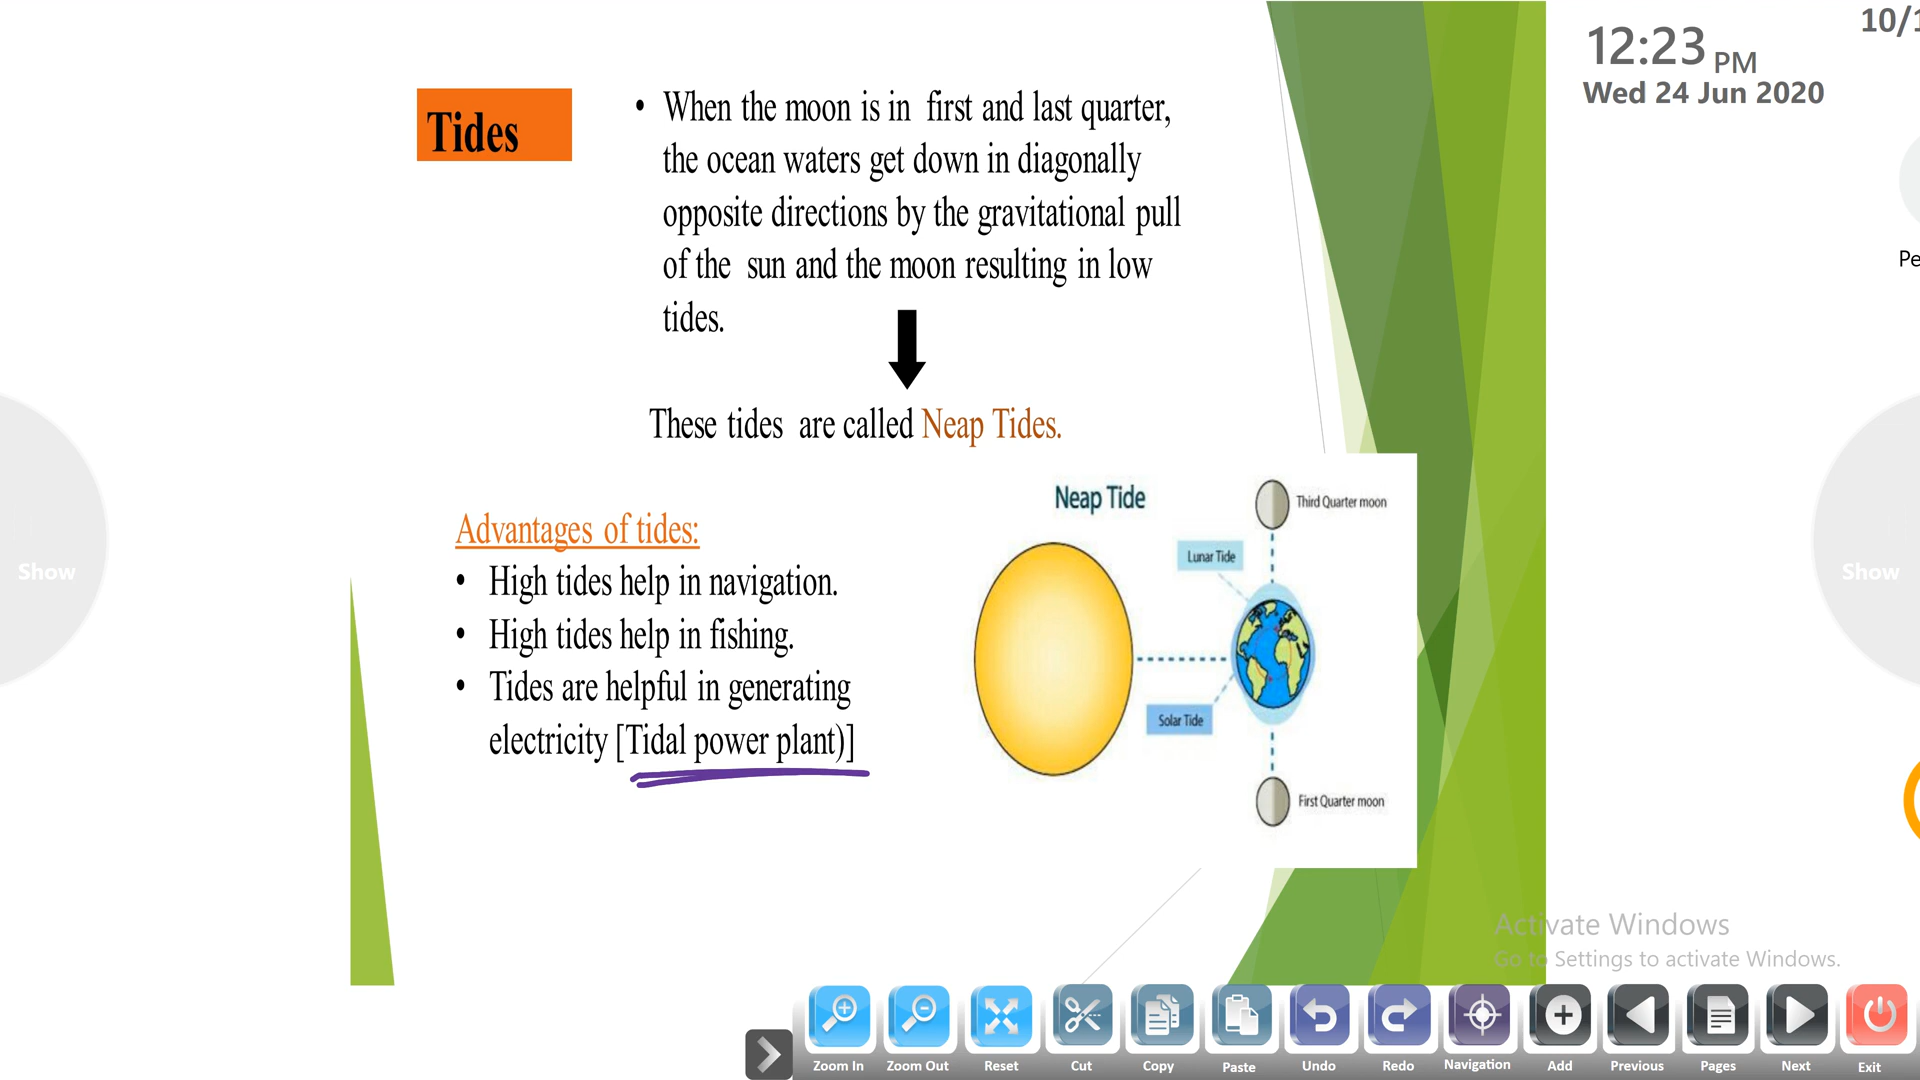 10/1
12:23 PM
Wed 24 Jun 2020
Tides
• When the moon is in first and last quarter,
the ocean waters get down in diagonally
opposite directions by the gravitational pull
of the sun and the moon resulting in low
tides.
These tides are called Neap Tides.
Advantages of tides:
• High tides help in navigation.
• High tides help in fishing.
• Tides are helpful in generating
electricity [Tidal power plant)]
Neap Tide
Third Quarter moon
Lunar Tide
Solar Tide
First Quarter moon
Show
Show
Pe
Activate Windows
Go to Settings to activate Windows.
Zoom In
Zoom Out
Reset
Cut
Copy
Paste
Undo
Redo
Navigation
Add
Previous
Pages
Next
Exit